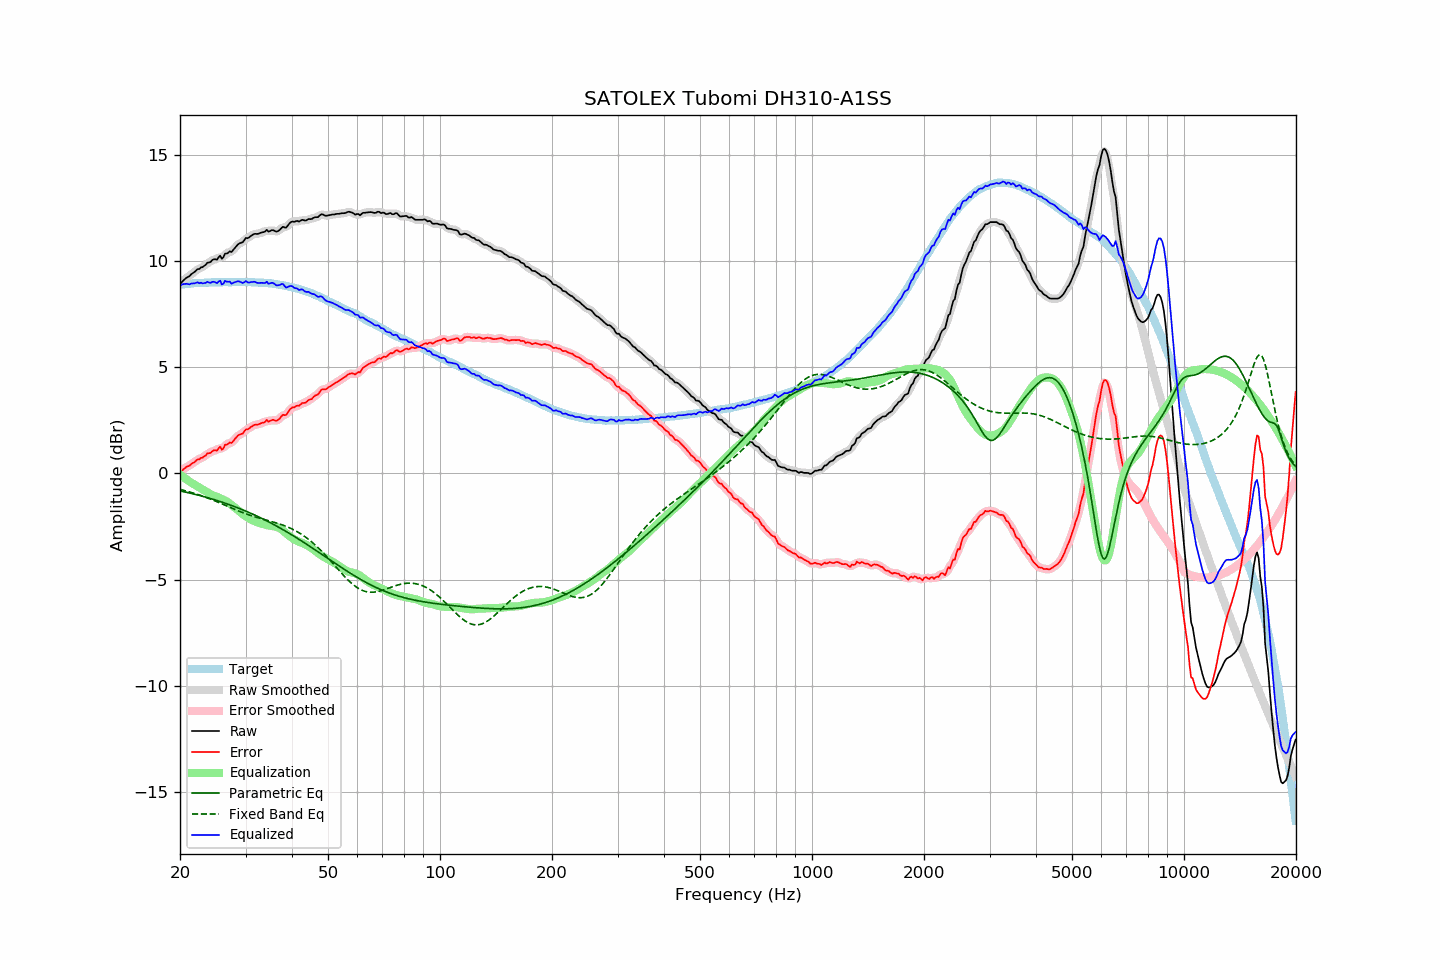 SATOLEX Tubomi DH310-A1SS
Amplitude (dBr)
15
10
5
0
−5
−10
−15
Target
Raw Smoothed
Error Smoothed
Raw
Error
Equalization
Parametric Eq
Fixed Band Eq
Equalized
20 50 100 200 500 1000 2000 5000 10000 20000
Frequency (Hz)